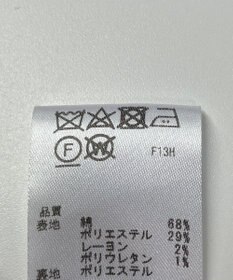 F W F13H
品質
表地 綿 68%
ポリエステル 29%
レーヨン 2%
ポリウレタン 1%
裏地 ポリエステル